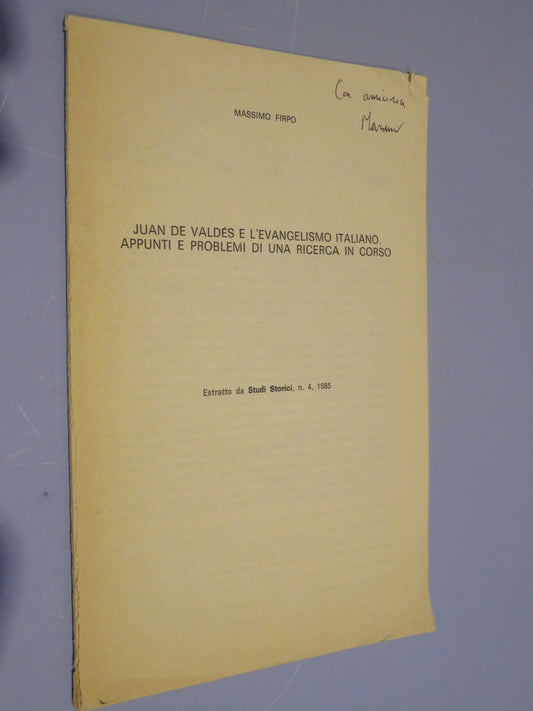 Con amicizia
Massimo
MASSIMO FIRPO
JUAN DE VALDÉS E L'EVANGELISMO ITALIANO.
APPUNTI E PROBLEMI DI UNA RICERCA IN CORSO
Estratto da Studi Storici, n. 4, 1985